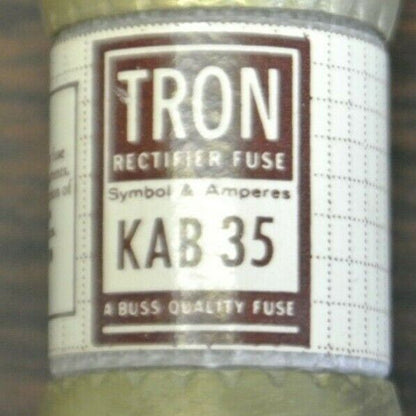 TRON
RECTIFIER FUSE
Symbol & Amperes
KAB 35
A BUSS QUALITY FUSE